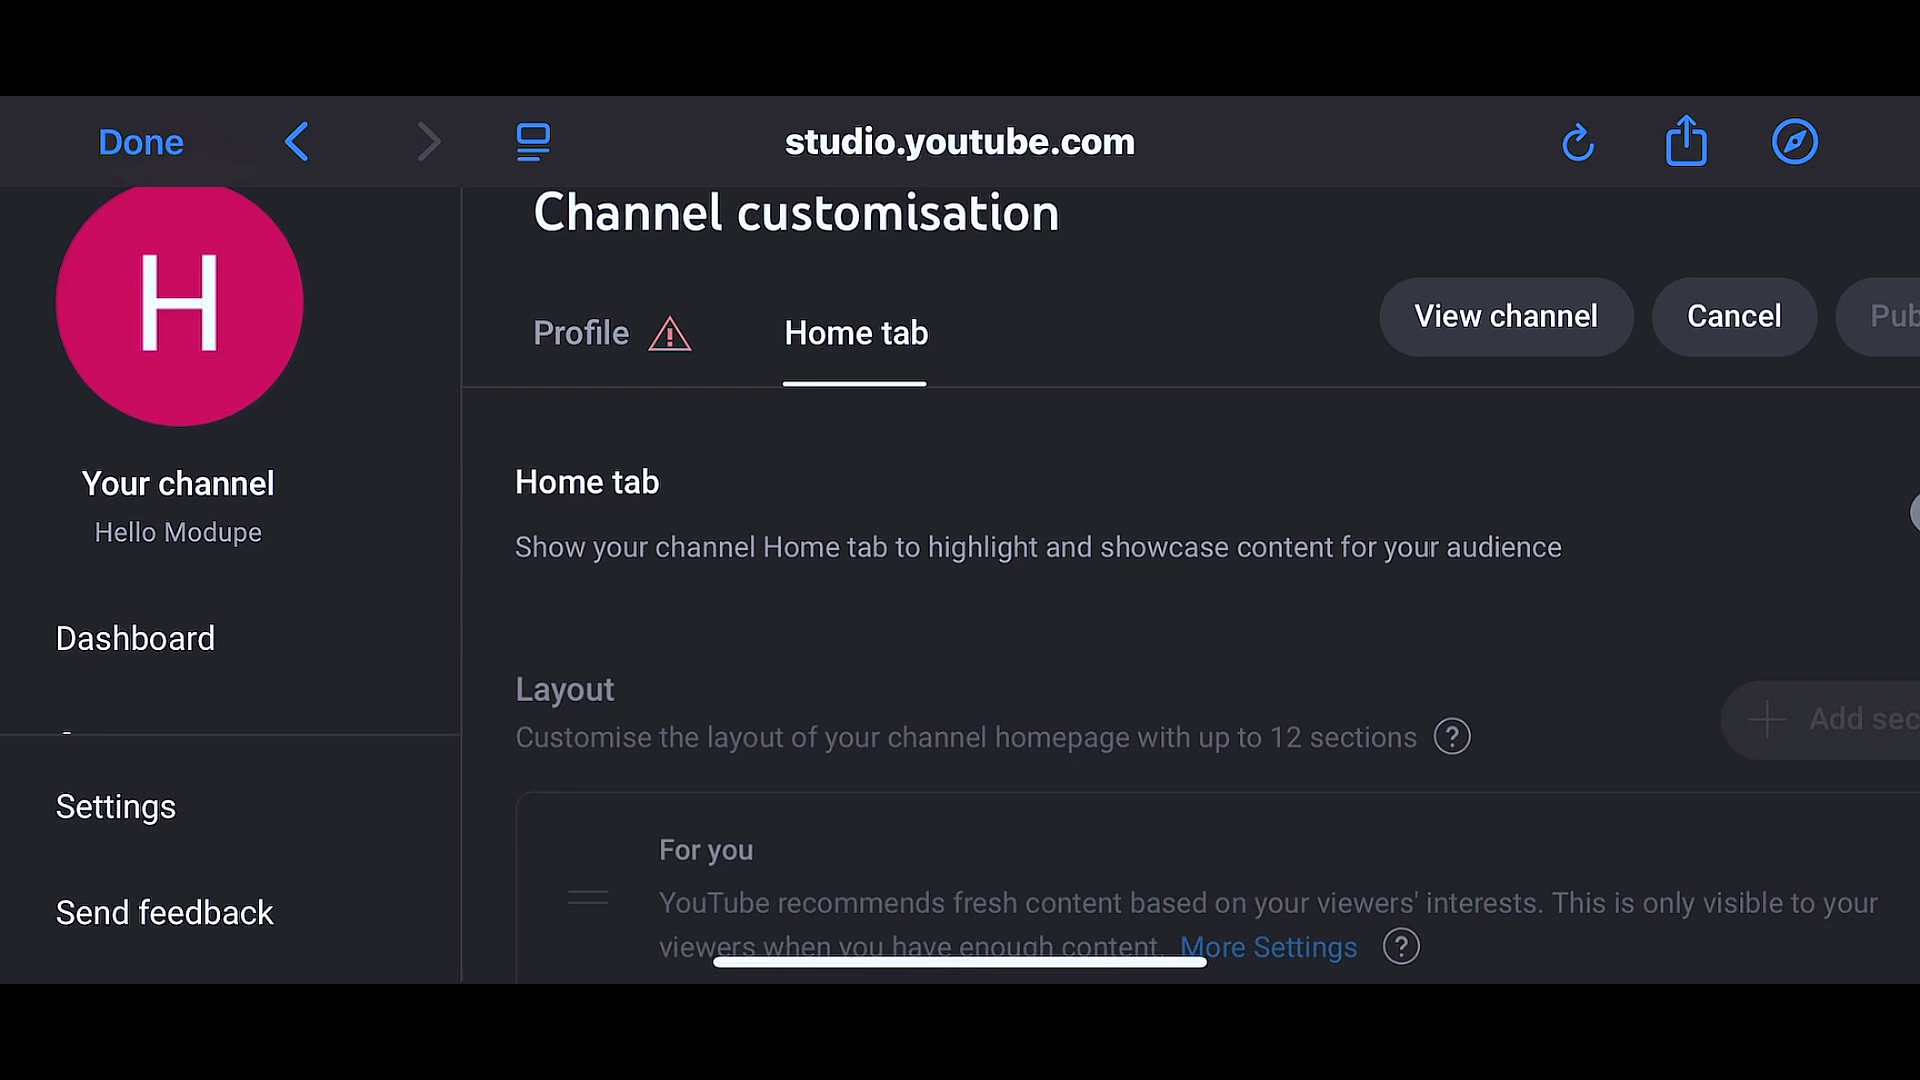 Done
studio.youtube.com
H
Your channel
Hello Modupe
Dashboard
Settings
Send feedback
Channel customisation
Profile
Home tab
View channel
Cancel
Pub
Home tab
Show your channel Home tab to highlight and showcase content for your audience
Layout
Customise the layout of your channel homepage with up to 12 sections ?
Add sec
For you
YouTube recommends fresh content based on your viewers' interests. This is only visible to your
viewers when you have enough content. More Settings ?